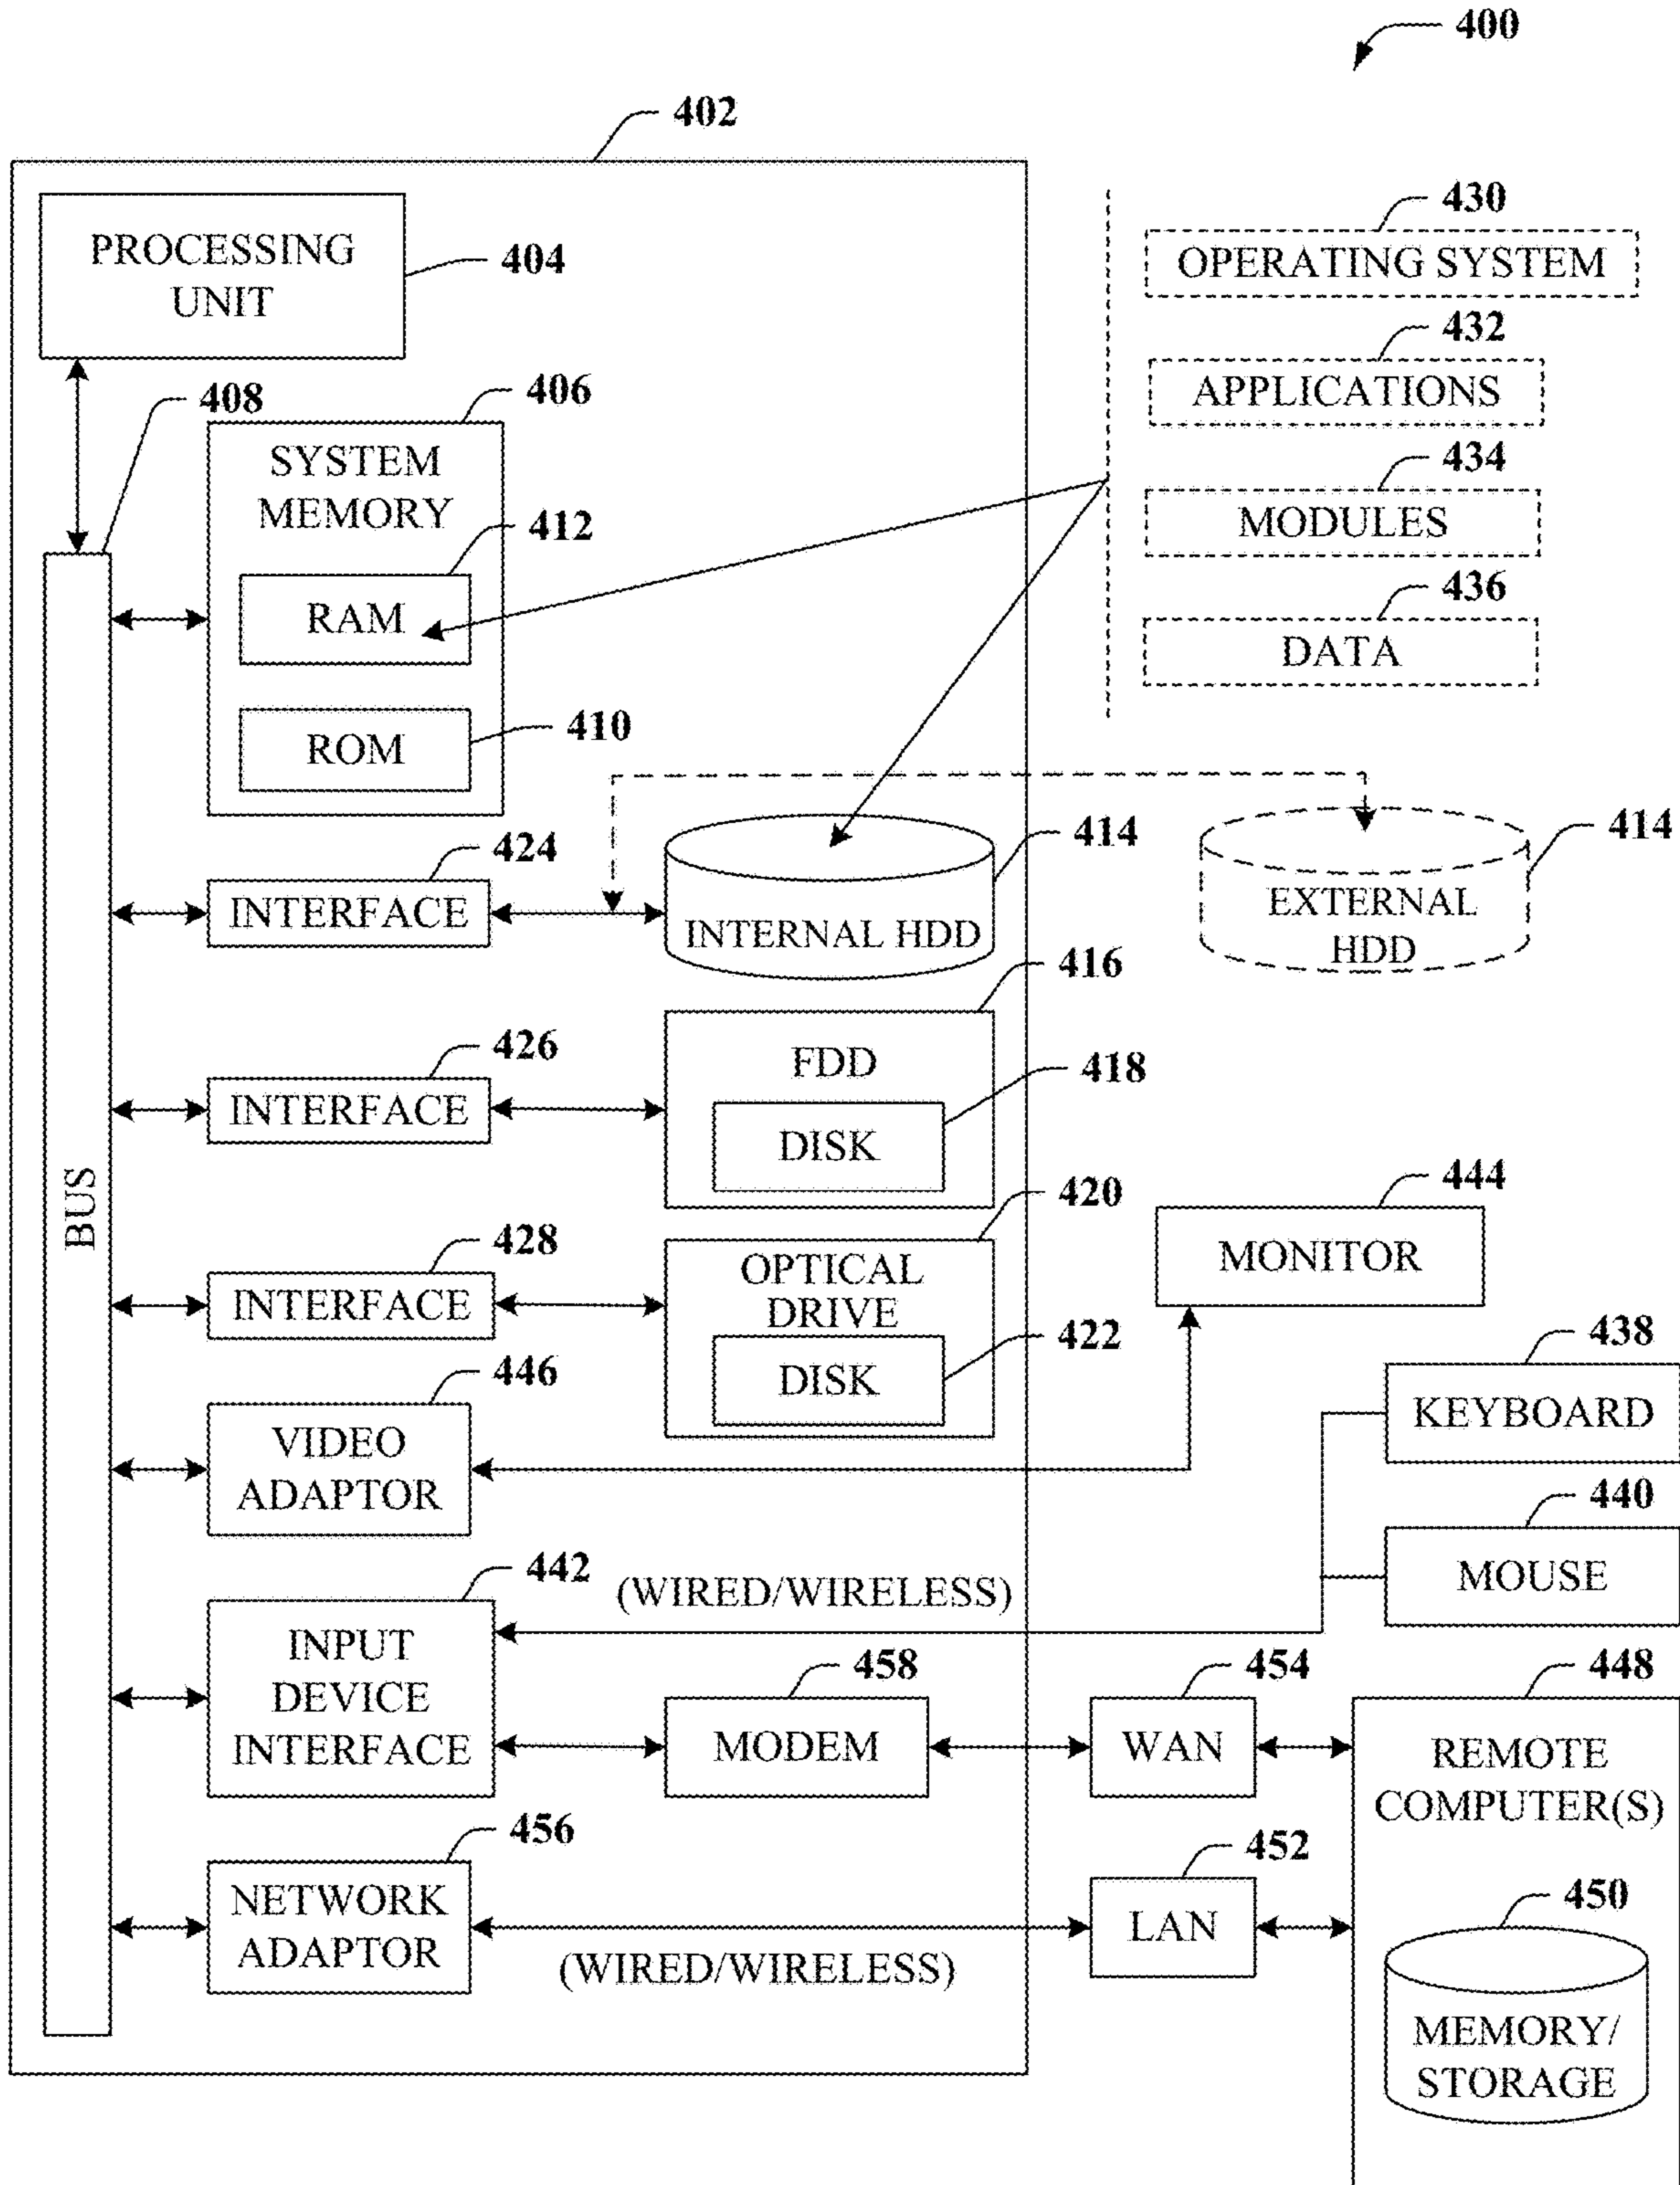 400
402
PROCESSING
UNIT
404
430
OPERATING SYSTEM
432
APPLICATIONS
434
MODULES
436
DATA
408
406
SYSTEM
MEMORY
412
RAM
410
ROM
424
INTERFACE
414
INTERNAL HDD
414
EXTERNAL
HDD
426
INTERFACE
416
FDD
418
DISK
BUS
428
INTERFACE
420
OPTICAL
DRIVE
422
DISK
444
MONITOR
446
VIDEO
ADAPTOR
438
KEYBOARD
440
MOUSE
442
INPUT
DEVICE
INTERFACE
(WIRED/WIRELESS)
458
MODEM
454
WAN
448
REMOTE
COMPUTER(S)
456
NETWORK
ADAPTOR
(WIRED/WIRELESS)
452
LAN
450
MEMORY/
STORAGE